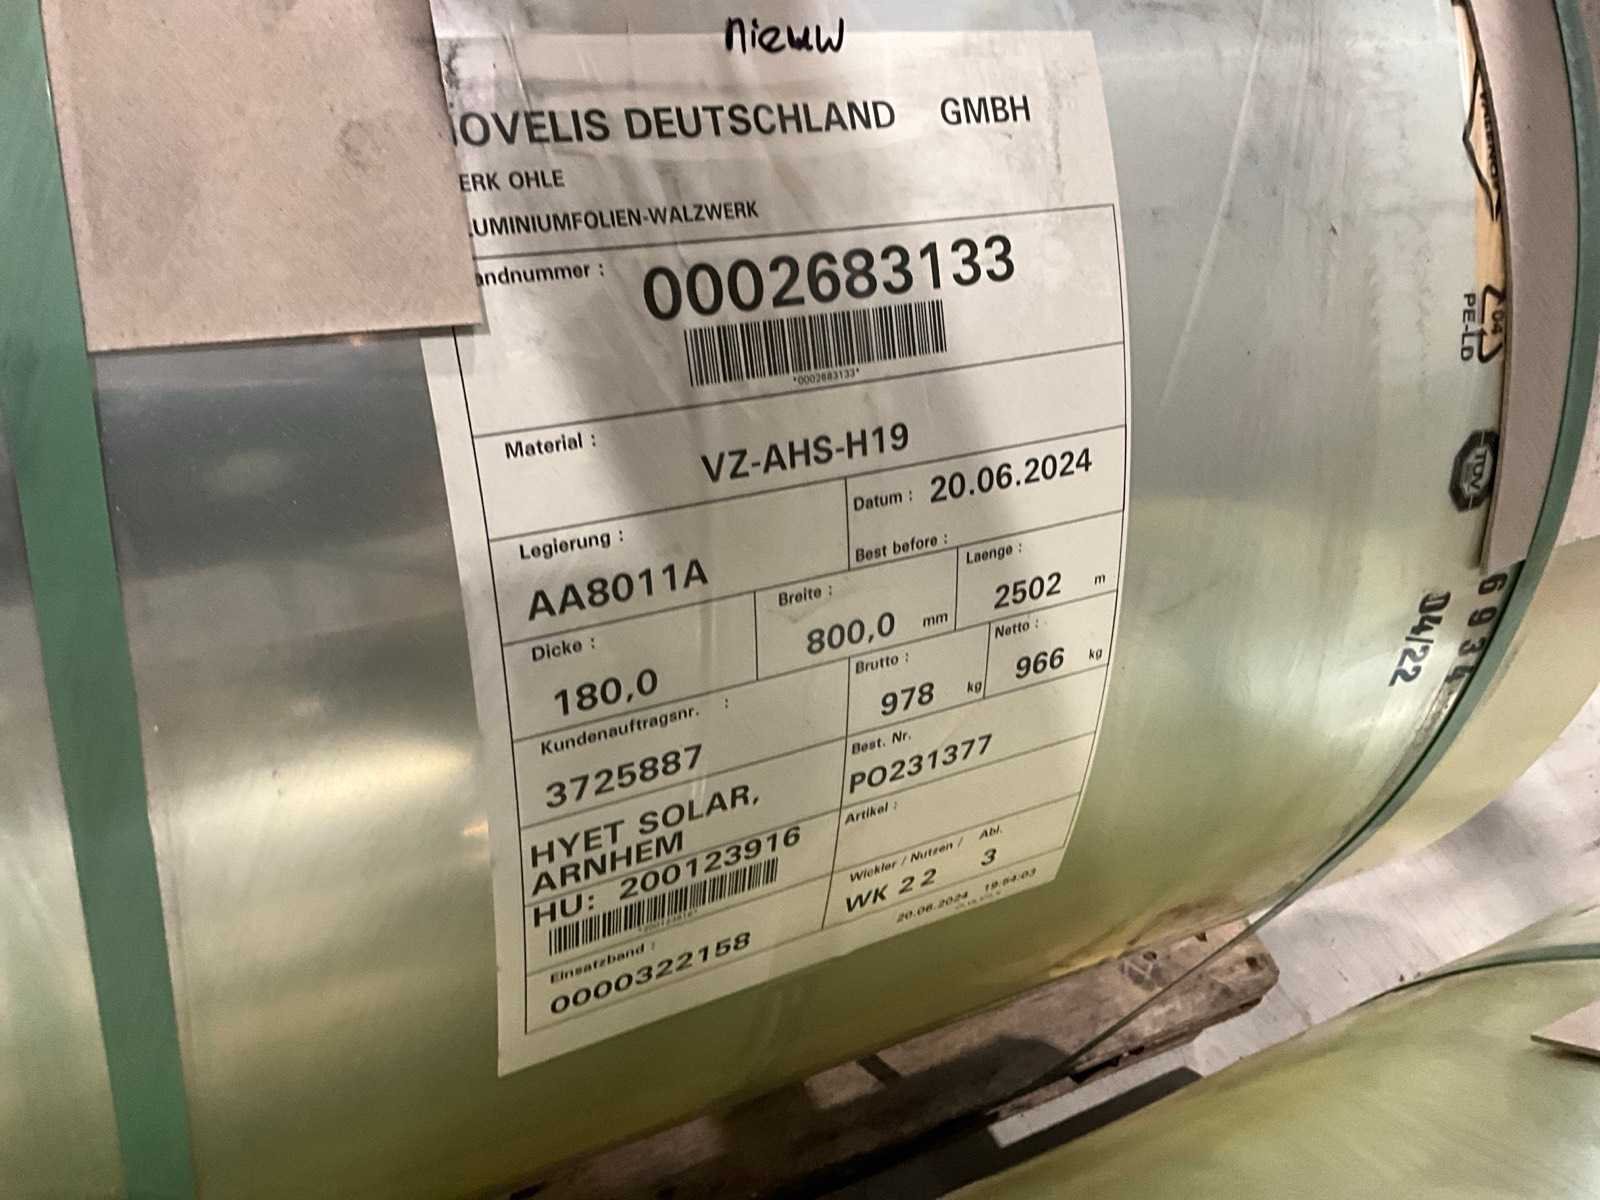 nieuw
NOVELIS DEUTSCHLAND GMBH
ERK OHLE
LUMINIUMFOLIEN-WALZWERK
andnummer :
0002683133
*0002683133*
Material :
VZ-AHS-H19
Legierung :
AA8011A
Datum : 20.06.2024
Best before :
Dicke :
180,0
Breite :
800,0 mm
Laenge :
2502 m
Kundenauftragsnr. :
3725887
Brutto :
978 kg
Netto :
966 kg
Best. Nr.
PO231377
HYET SOLAR,
ARNHEM
HU: 200123916
Artikel :
Wickler / Nutzen / Abl.
WK 22 3
Einsatzband :
0000322158
20.06.2024 19:54:03
04
PE-LD
TÜV
6934
04/22